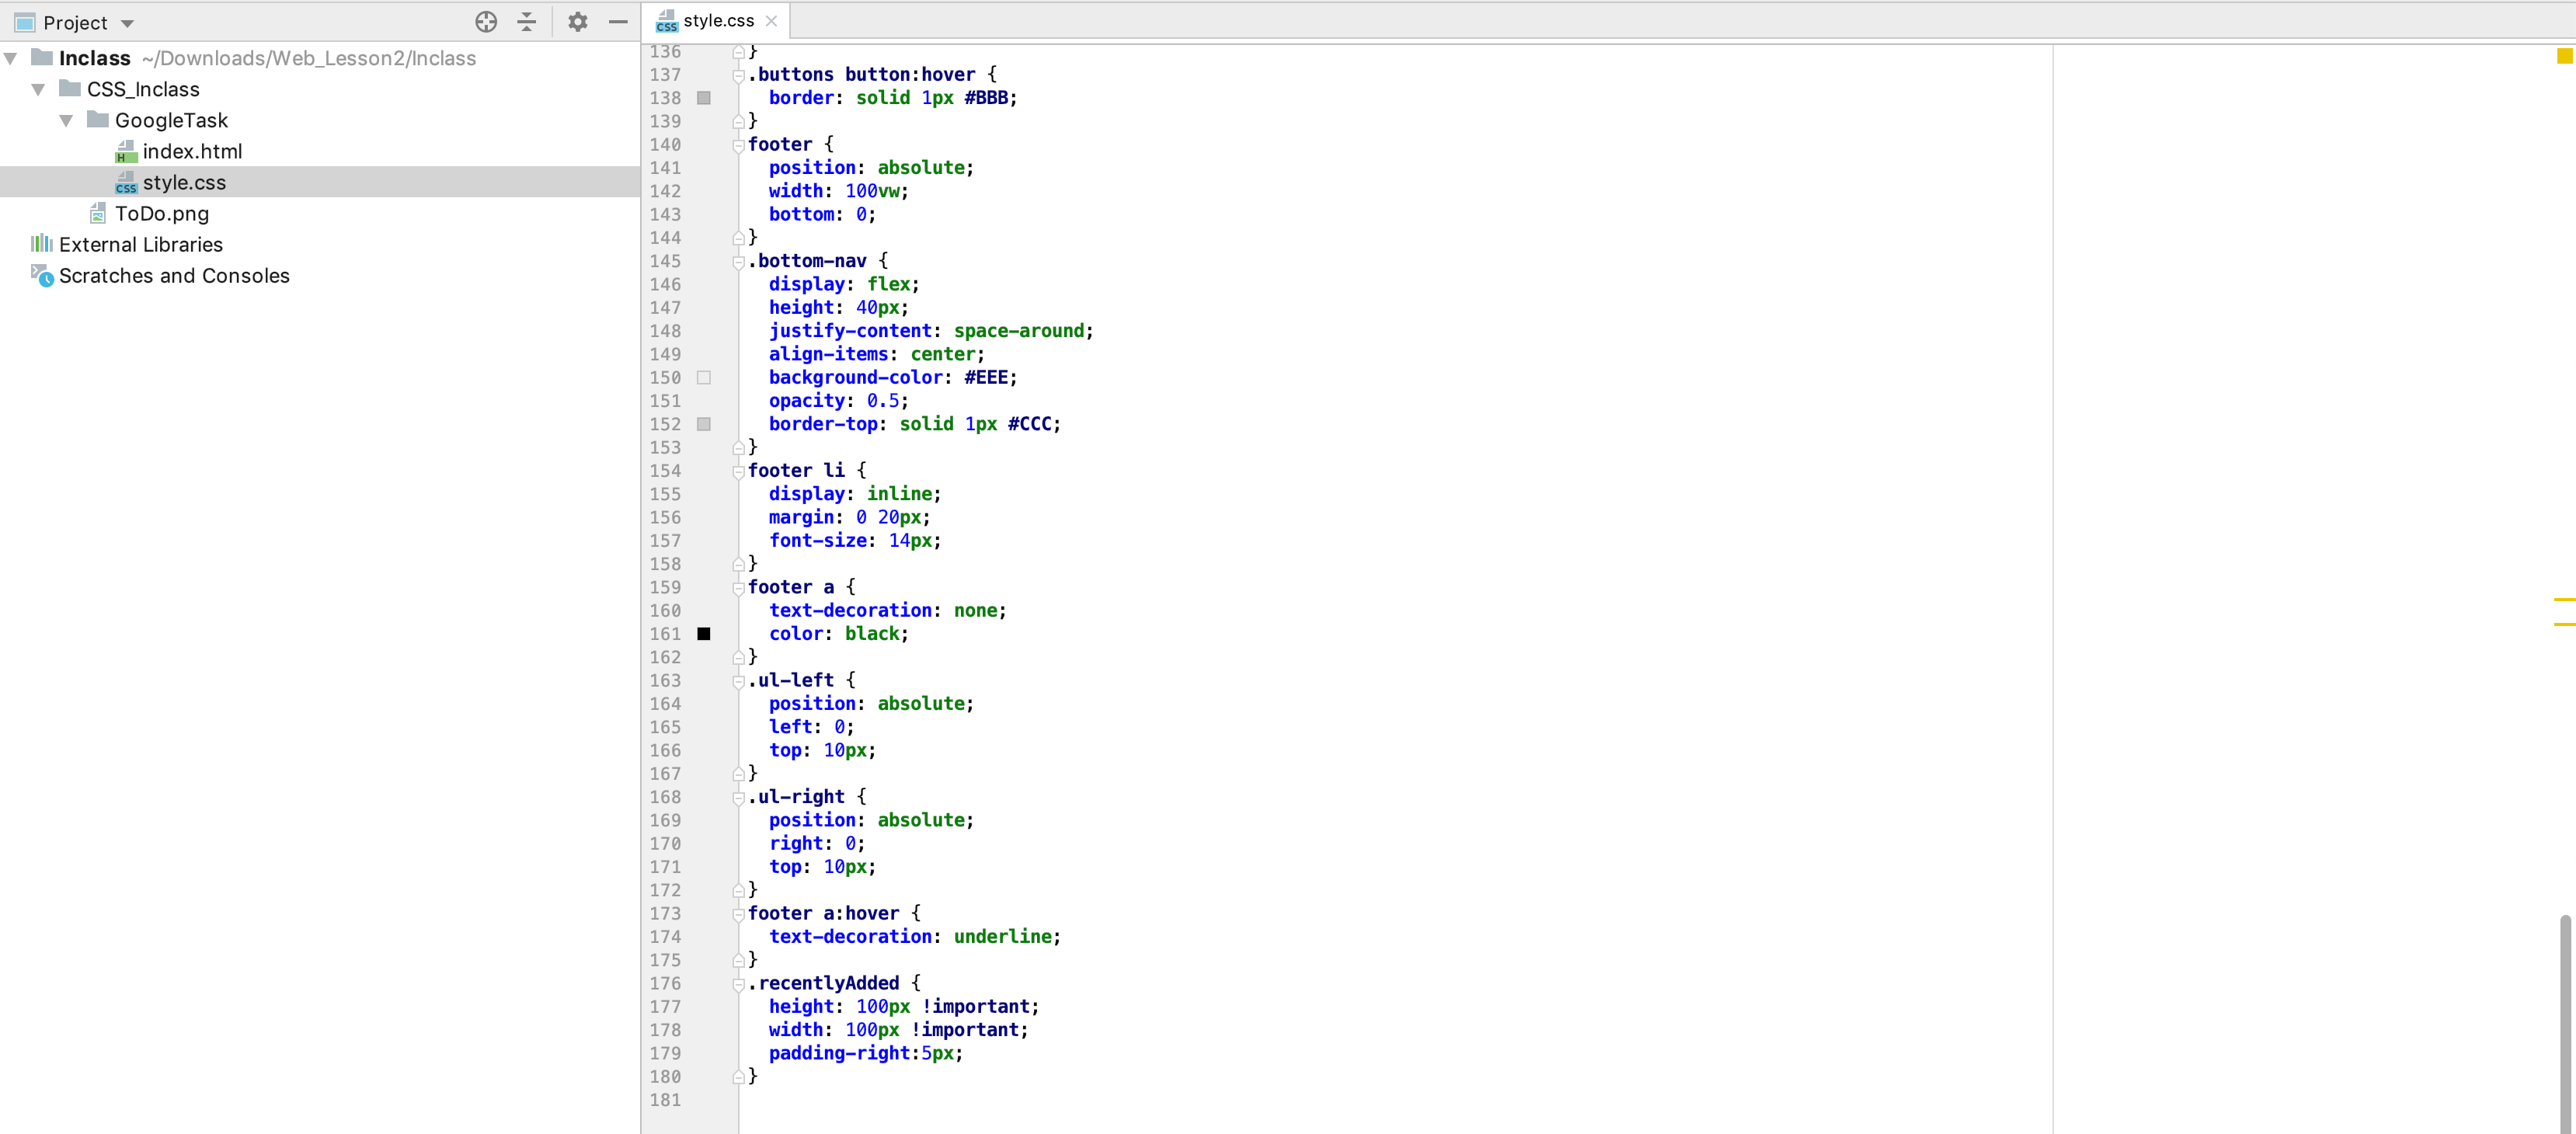 Project
Inclass ~/Downloads/Web_Lesson2/Inclass
CSS_Inclass
GoogleTask
index.html
style.css
ToDo.png
External Libraries
Scratches and Consoles
style.css
136 }
137 .buttons button:hover {
138 border: solid 1px #BBB;
139 }
140 footer {
141 position: absolute;
142 width: 100vw;
143 bottom: 0;
144 }
145 .bottom-nav {
146 display: flex;
147 height: 40px;
148 justify-content: space-around;
149 align-items: center;
150 background-color: #EEE;
151 opacity: 0.5;
152 border-top: solid 1px #CCC;
153 }
154 footer li {
155 display: inline;
156 margin: 0 20px;
157 font-size: 14px;
158 }
159 footer a {
160 text-decoration: none;
161 color: black;
162 }
163 .ul-left {
164 position: absolute;
165 left: 0;
166 top: 10px;
167 }
168 .ul-right {
169 position: absolute;
170 right: 0;
171 top: 10px;
172 }
173 footer a:hover {
174 text-decoration: underline;
175 }
176 .recentlyAdded {
177 height: 100px !important;
178 width: 100px !important;
179 padding-right:5px;
180 }
181